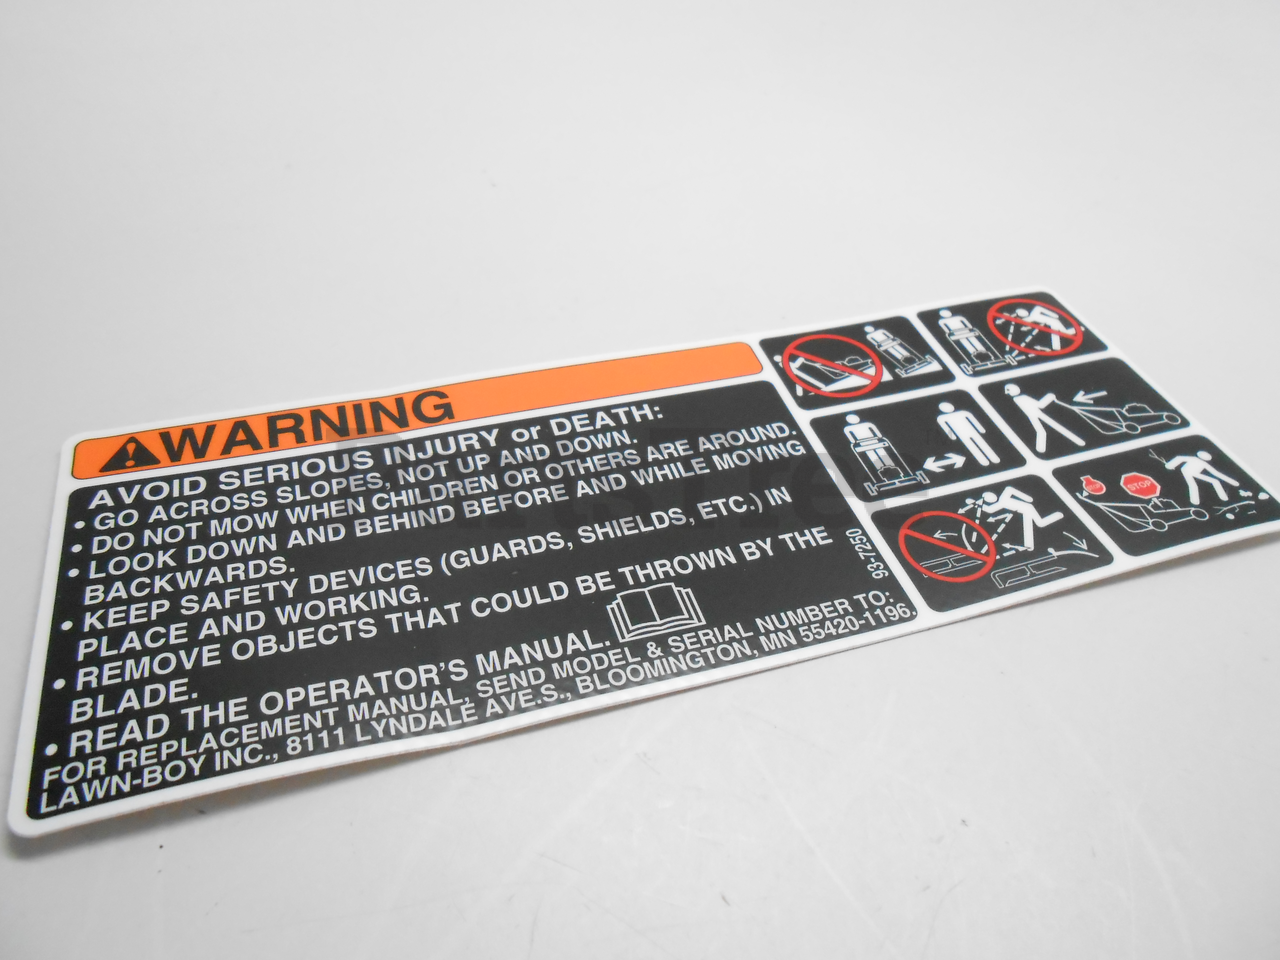 WARNING
AVOID SERIOUS INJURY or DEATH:
• GO ACROSS SLOPES, NOT UP AND DOWN.
• DO NOT MOW WHEN CHILDREN OR OTHERS ARE AROUND.
• LOOK DOWN AND BEHIND BEFORE AND WHILE MOVING
BACKWARDS.
• KEEP SAFETY DEVICES (GUARDS, SHIELDS, ETC.) IN
PLACE AND WORKING.
• REMOVE OBJECTS THAT COULD BE THROWN BY THE
BLADE.
• READ THE OPERATOR'S MANUAL.
FOR REPLACEMENT MANUAL, SEND MODEL & SERIAL NUMBER TO:
LAWN-BOY INC., 8111 LYNDALE AVE.S., BLOOMINGTON, MN 55420-1196.
93-7250
STOP